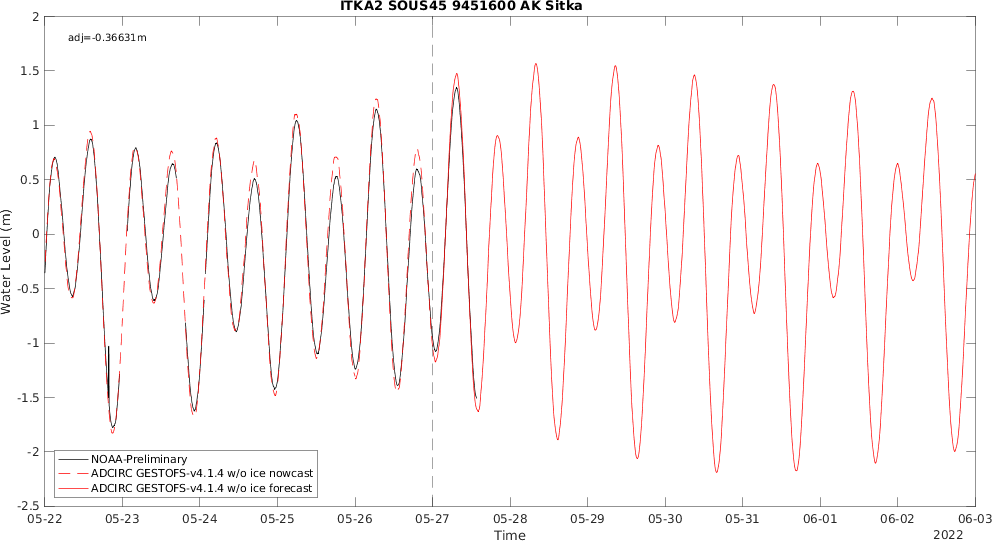 ITKA2 SOUS45 9451600 AK Sitka
adj=-0.36631m
Water Level (m)
2
1.5
1
0.5
0
-0.5
-1
-1.5
-2
-2.5
NOAA-Preliminary
ADCIRC GESTOFS-v4.1.4 w/o ice nowcast
ADCIRC GESTOFS-v4.1.4 w/o ice forecast
05-22 05-23 05-24 05-25 05-26 05-27 05-28 05-29 05-30 05-31 06-01 06-02 06-03
Time
2022